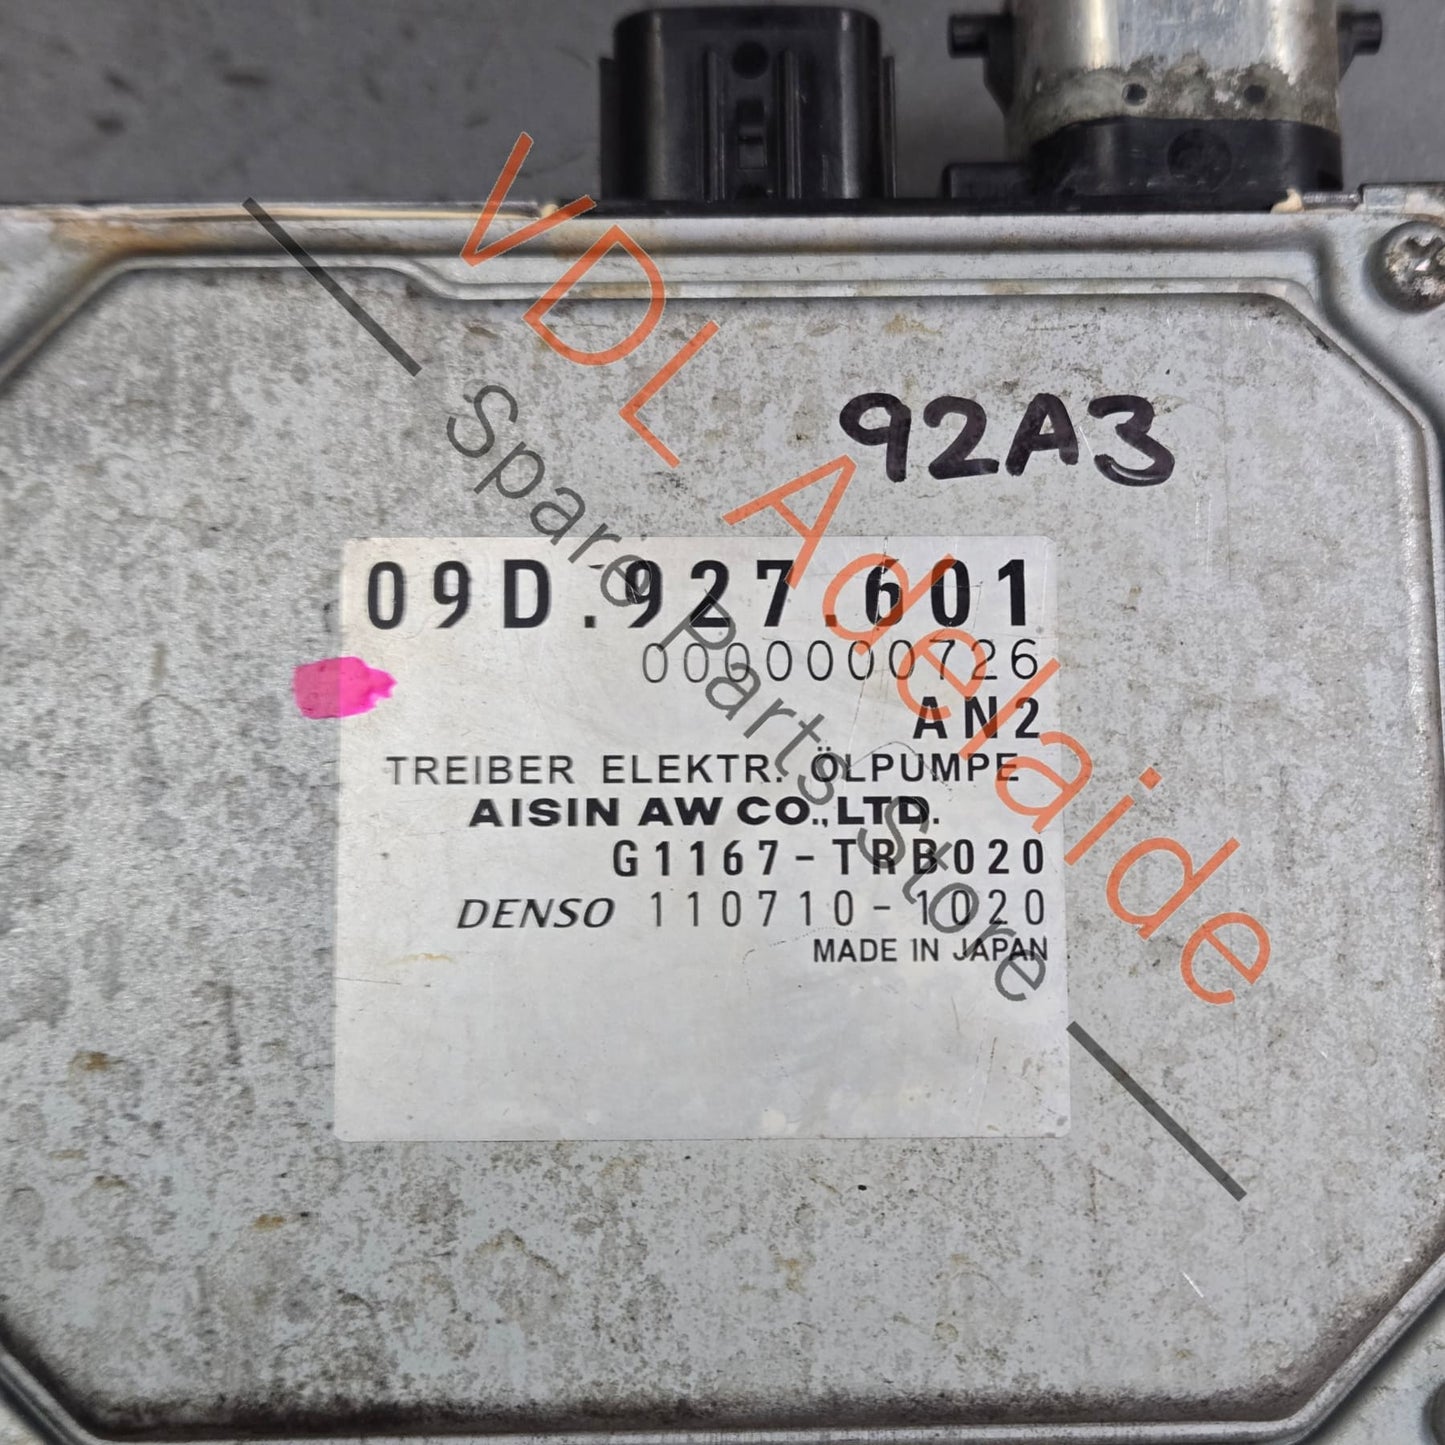 92A3
09D.927.601
0000000726
AN2
TREIBER ELEKTR. ÖLPUMPE
AISIN AW CO.,LTD.
G1167-TRB020
DENSO 110710-1020
MADE IN JAPAN
VDL Adelaide
Spare Parts Store